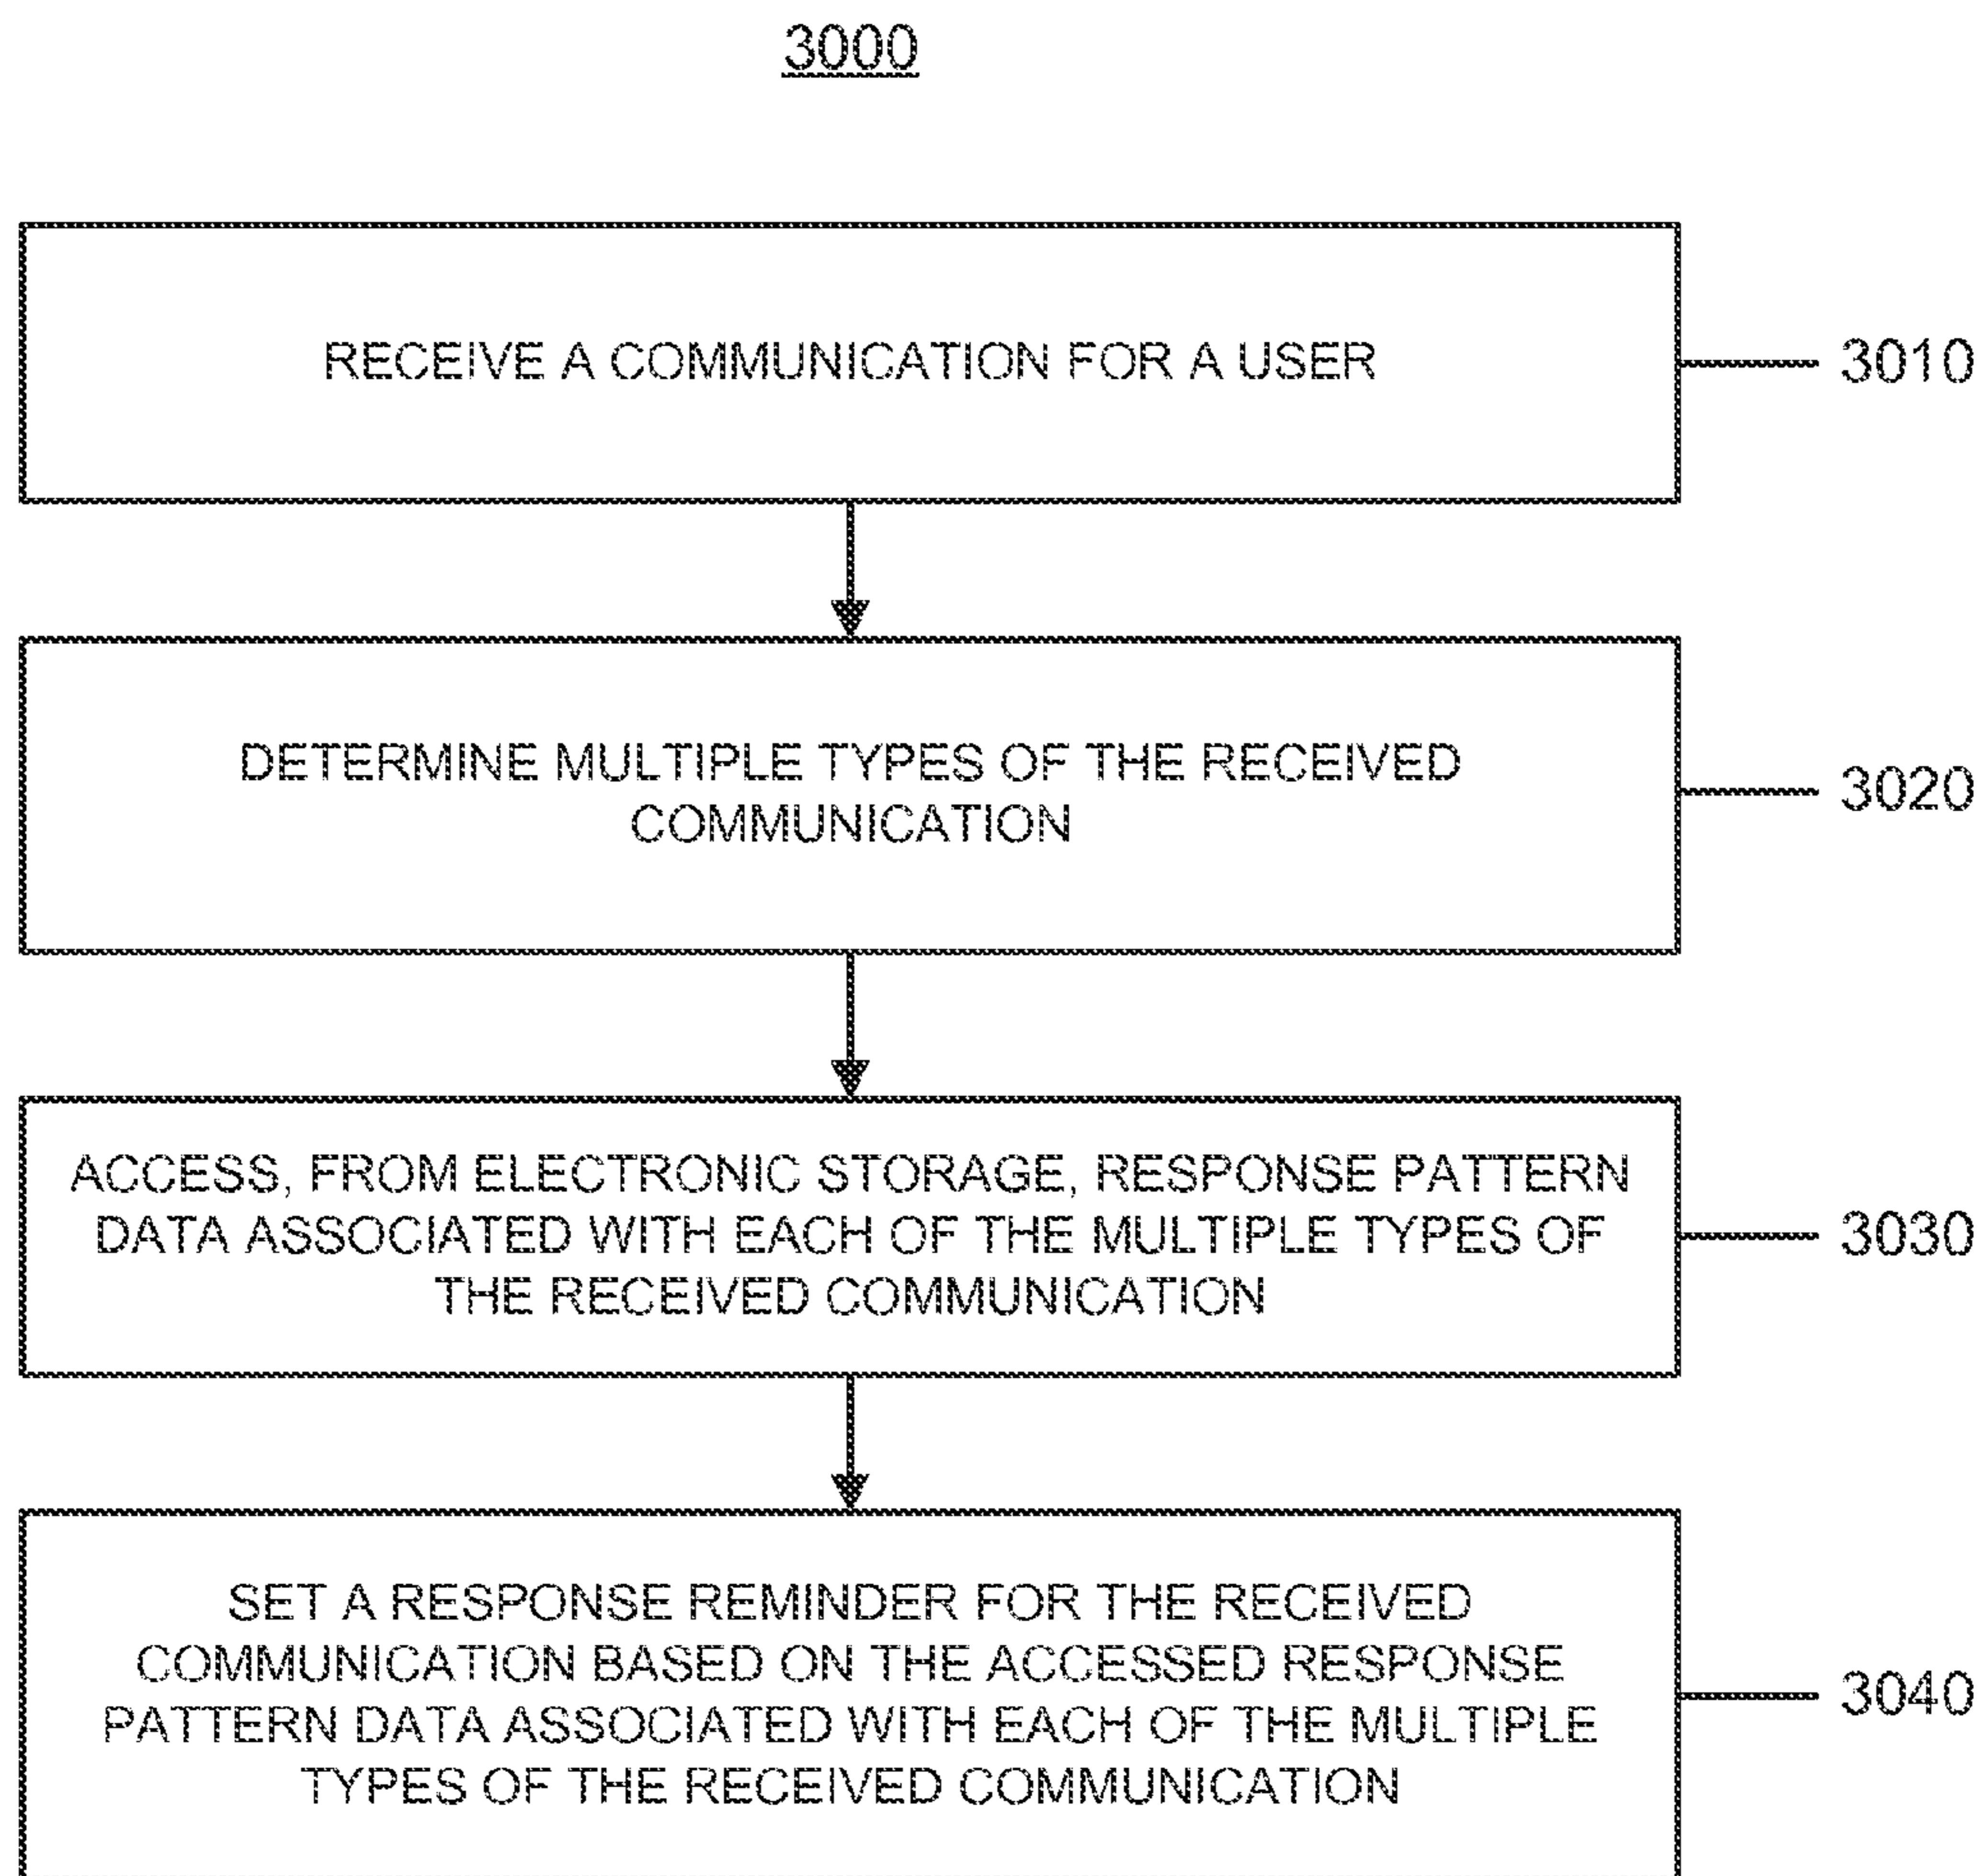 3000
RECEIVE A COMMUNICATION FOR A USER
3010
DETERMINE MULTIPLE TYPES OF THE RECEIVED
COMMUNICATION
3020
ACCESS, FROM ELECTRONIC STORAGE, RESPONSE PATTERN
DATA ASSOCIATED WITH EACH OF THE MULTIPLE TYPES OF
THE RECEIVED COMMUNICATION
3030
SET A RESPONSE REMINDER FOR THE RECEIVED
COMMUNICATION BASED ON THE ACCESSED RESPONSE
PATTERN DATA ASSOCIATED WITH EACH OF THE MULTIPLE
TYPES OF THE RECEIVED COMMUNICATION
3040